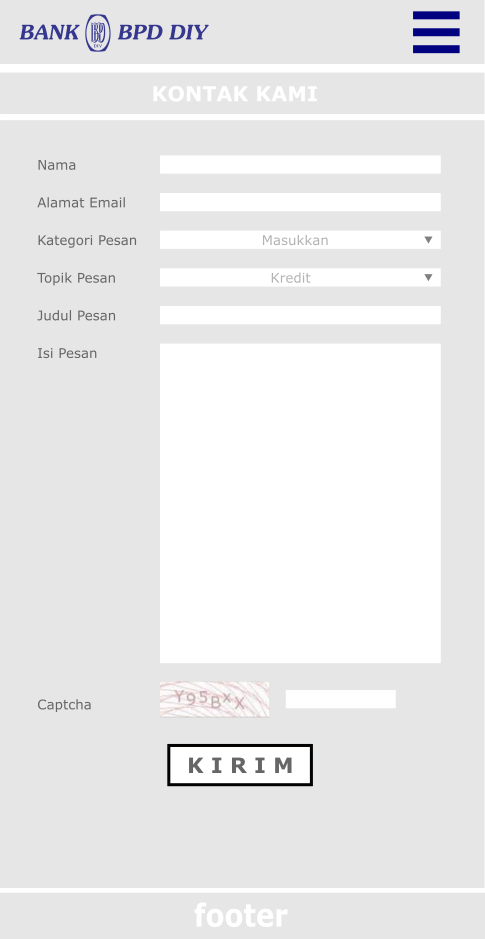 BANK BPD DIY
KONTAK KAMI
Nama
Alamat Email
Kategori Pesan Masukkan
Topik Pesan Kredit
Judul Pesan
Isi Pesan
Captcha Y95BXX
KIRIM
footer